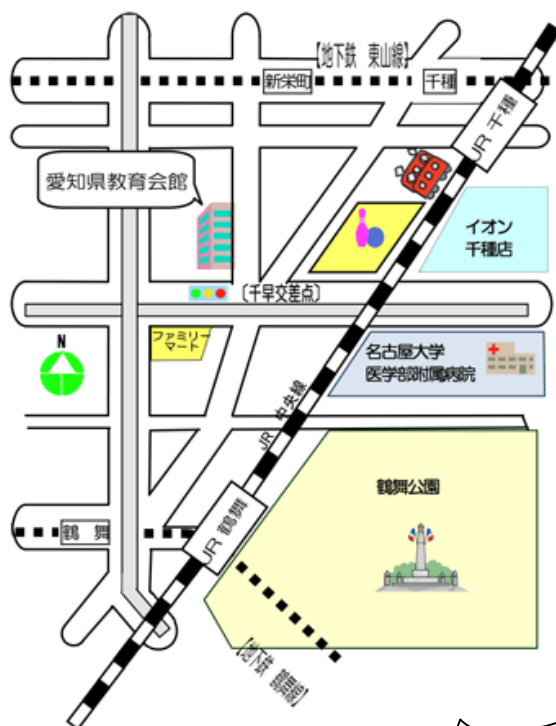 【地下鉄 東山線】
新栄町
千種
JR 千種
愛知県教育会館
イオン
千種店
〔千早交差点〕
ファミリー
マート
N
名古屋大学
医学部附属病院
JR 中央線
鶴舞公園
鶴 舞
JR 鶴舞
【地下鉄